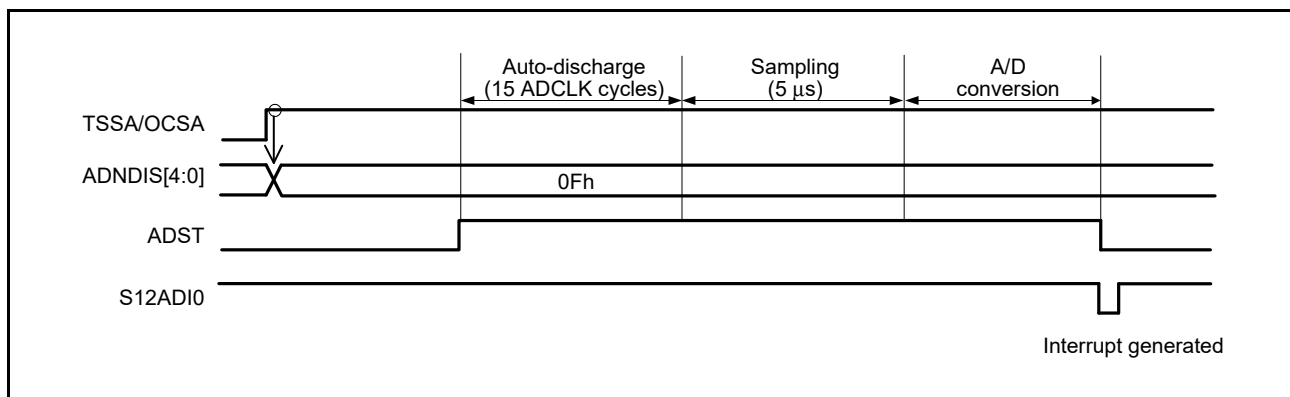 Auto-discharge
(15 ADCLK cycles)
Sampling
(5 μs)
A/D
conversion
TSSA/OCSA
ADNDIS[4:0]
0Fh
ADST
S12ADI0
Interrupt generated